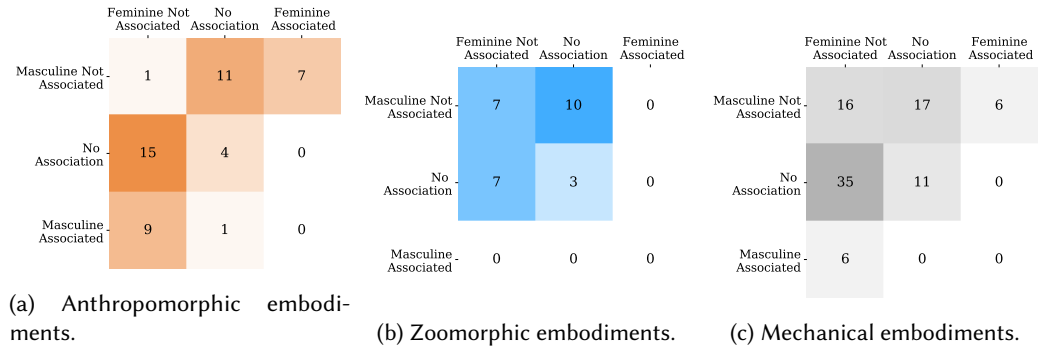 Feminine Not
Associated
No
Association
Feminine
Associated
Masculine Not
Associated
1
11
7
No
Association
15
4
0
Masculine
Associated
9
1
0
(a) Anthropomorphic embodi-
ments.
Feminine Not
Associated
No
Association
Feminine
Associated
Masculine Not
Associated
7
10
0
No
Association
7
3
0
Masculine
Associated
0
0
0
(b) Zoomorphic embodiments.
Feminine Not
Associated
No
Association
Feminine
Associated
Masculine Not
Associated
16
17
6
No
Association
35
11
0
Masculine
Associated
6
0
0
(c) Mechanical embodiments.